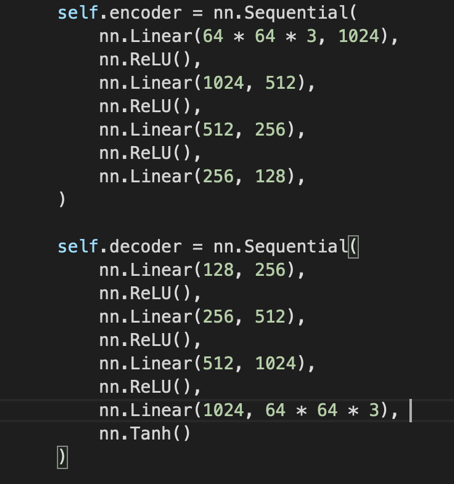 self.encoder = nn.Sequential(
nn.Linear(64 * 64 * 3, 1024),
nn.ReLU(),
nn.Linear(1024, 512),
nn.ReLU(),
nn.Linear(512, 256),
nn.ReLU(),
nn.Linear(256, 128),
)
self.decoder = nn.Sequential(
nn.Linear(128, 256),
nn.ReLU(),
nn.Linear(256, 512),
nn.ReLU(),
nn.Linear(512, 1024),
nn.ReLU(),
nn.Linear(1024, 64 * 64 * 3),
nn.Tanh()
)